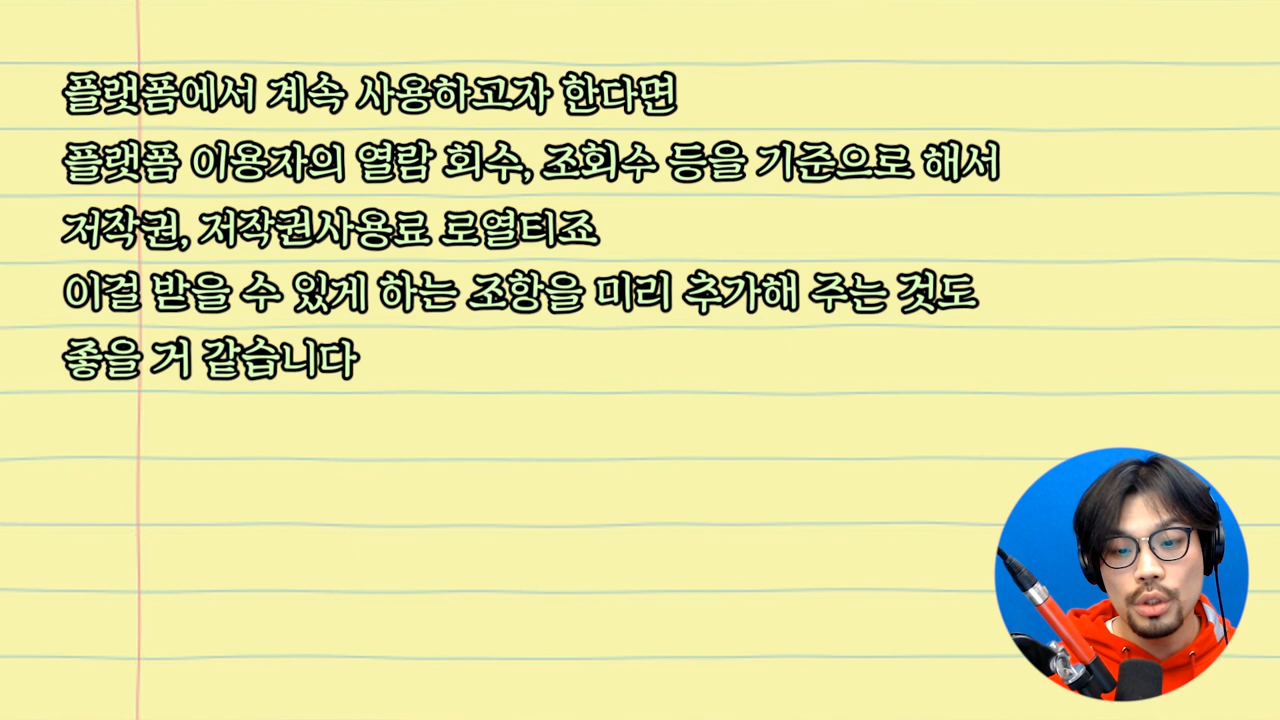 플랫폼에서 계속 사용하고자 한다면
플랫폼 이용자의 열람 회수, 조회수 등을 기준으로 해서
저작권, 저작권사용료 로열티죠
이걸 받을 수 있게 하는 조항을 미리 추가해 주는 것도
좋을 거 같습니다